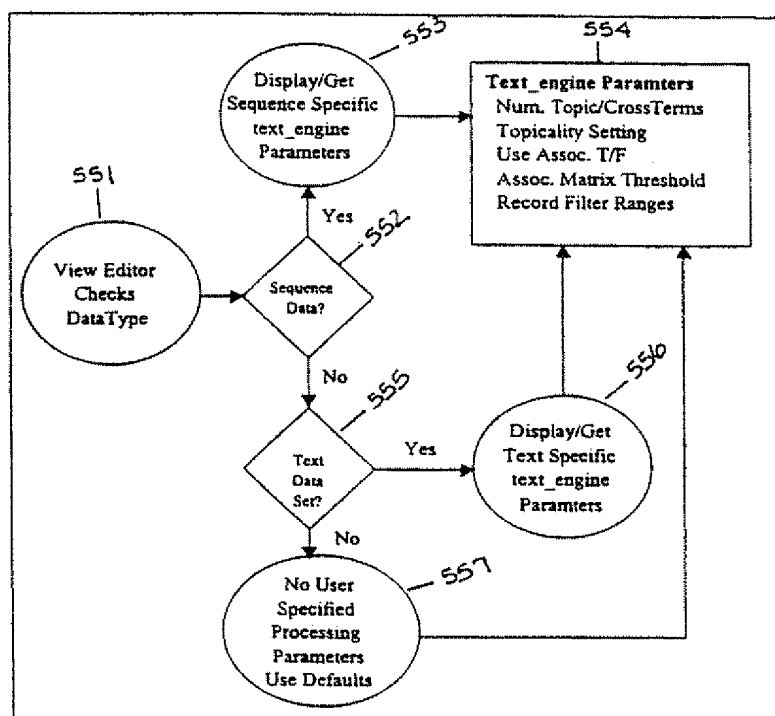 553
554
Display/Get
Sequence Specific
text_engine
Parameters
Text_engine Paramters
Num. Topic/CrossTerms
Topicality Setting
Use Assoc. T/F
Assoc. Matrix Threshold
Record Filter Ranges
551
Yes
552
View Editor
Checks
DataType
Sequence
Data?
No
555
556
Text
Data
Set?
Yes
Display/Get
Text Specific
text_engine
Paramters
No
557
No User
Specified
Processing
Parameters
Use Defaults